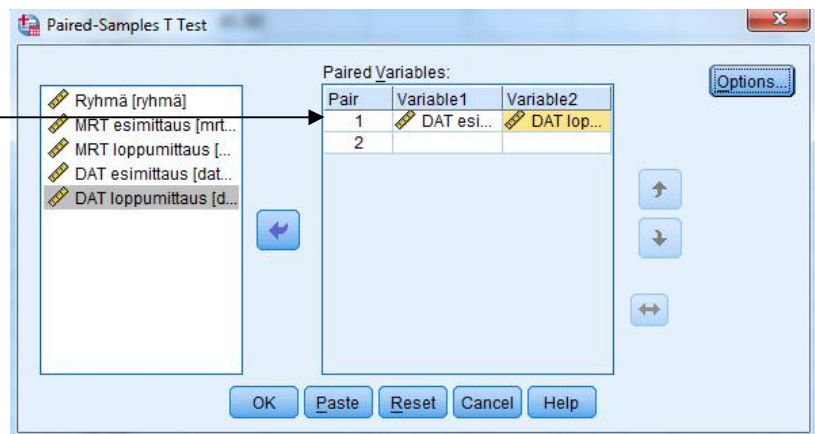 Paired-Samples T Test
Paired Variables:
Options...
Ryhmä [ryhmä]
MRT esimittaus [mrt...
MRT loppumittaus [...
DAT esimittaus [dat...
DAT loppumittaus [d...
Pair Variable1 Variable2
1 DAT esi... DAT lop...
2
OK Paste Reset Cancel Help